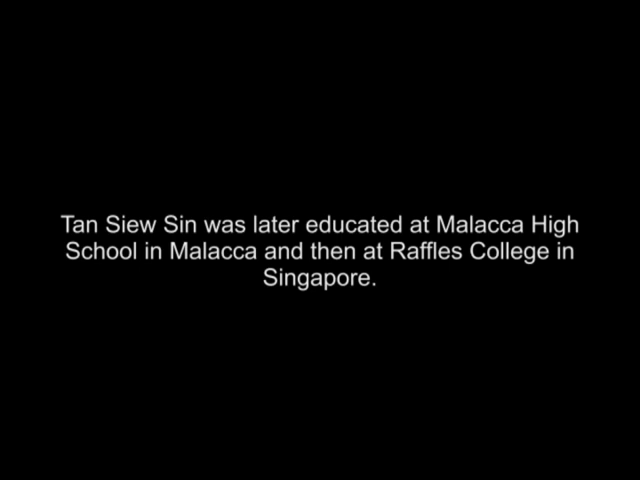 Tan Siew Sin was later educated at Malacca High
School in Malacca and then at Raffles College in
Singapore.